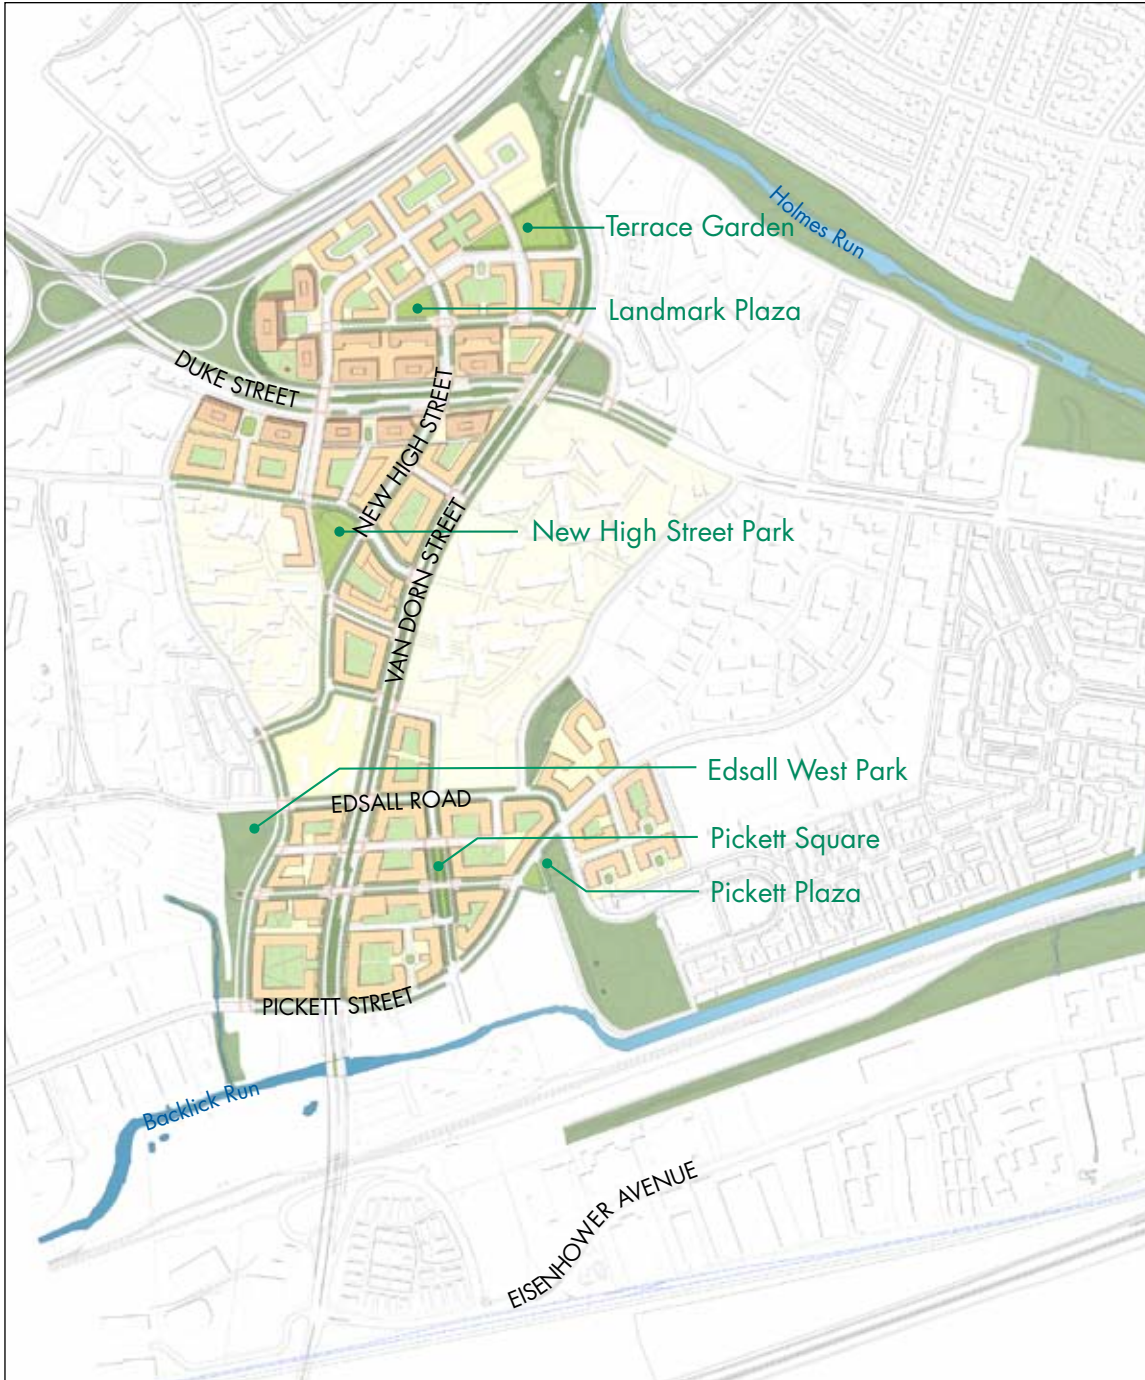 Holmes Run
Terrace Garden
Landmark Plaza
DUKE STREET
NEW HIGH STREET
New High Street Park
VAN DORN STREET
Edsall West Park
EDSALL ROAD
Pickett Square
Pickett Plaza
PICKETT STREET
Backlick Run
EISENHOWER AVENUE